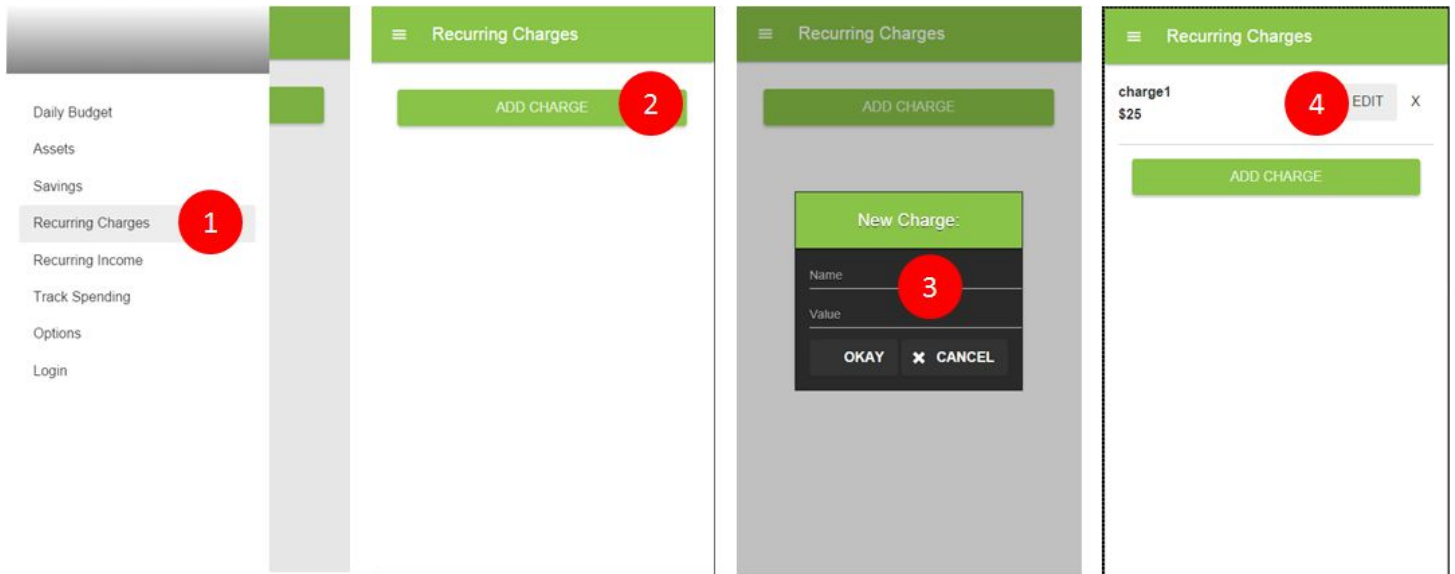 Daily Budget
Assets
Savings
Recurring Charges
1
Recurring Income
Track Spending
Options
Login
≡ Recurring Charges
ADD CHARGE
2
≡ Recurring Charges
ADD CHARGE
New Charge:
Name
3
Value
OKAY ✖ CANCEL
≡ Recurring Charges
charge1
$25
4 EDIT X
ADD CHARGE